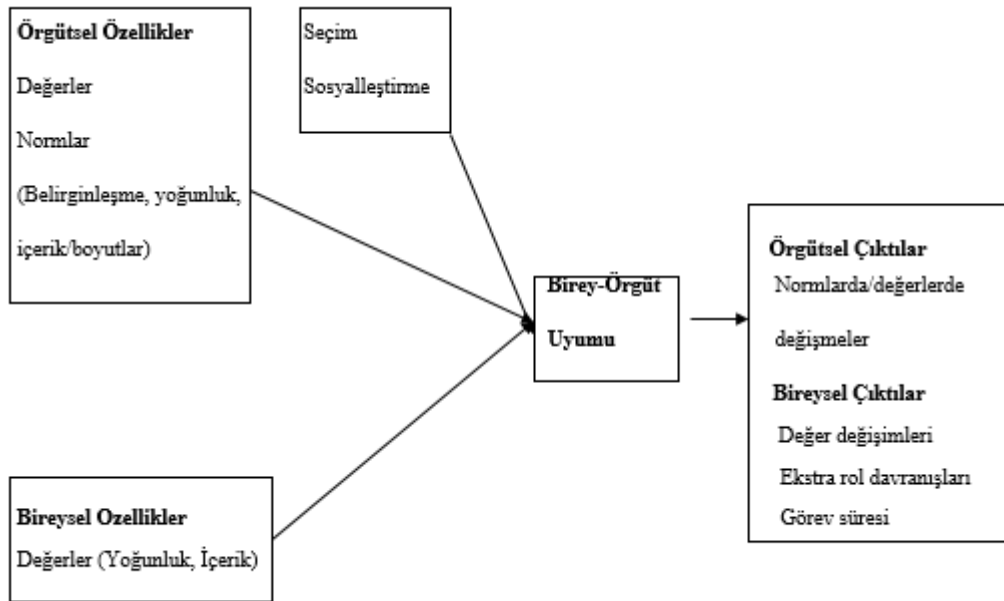 Örgütsel Özellikler
Değerler
Normlar
(Belirginleşme, yoğunluk,
içerik/boyutlar)
Seçim
Sosyalleştirme
Birey-Örgüt
Uyumu
Örgütsel Çıktılar
Normlarda/değerlerde
değişmeler
Bireysel Çıktılar
Değer değişimleri
Ekstra rol davranışları
Görev süresi
Bireysel Ozellikler
Değerler (Yoğunluk, İçerik)